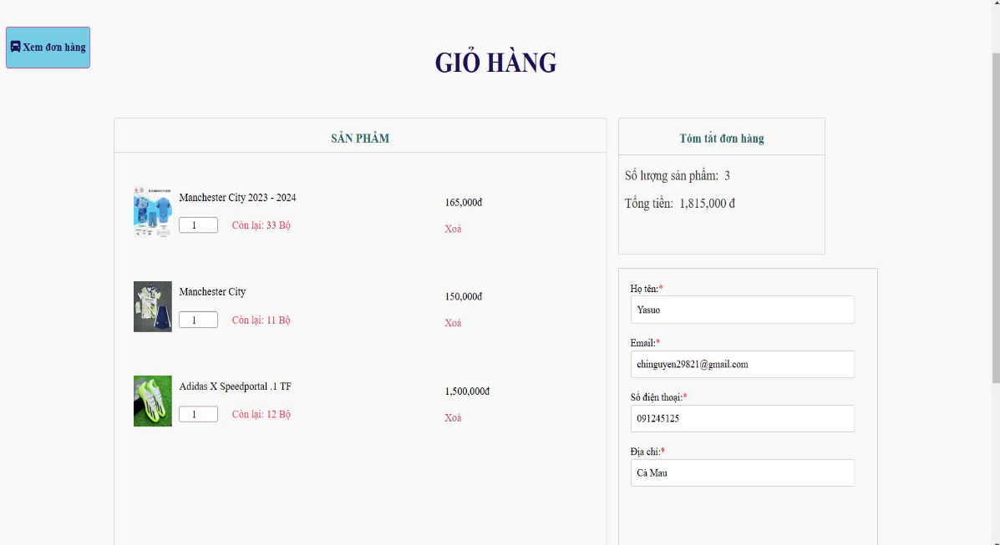 Xem đơn hàng
GIỎ HÀNG
SẢN PHẨM
Manchester City 2023 - 2024
165,000đ
1
Còn lại: 33 Bộ
Xoá
Manchester City
150,000đ
1
Còn lại: 11 Bộ
Xoá
Adidas X Speedportal .1 TF
1,500,000đ
1
Còn lại: 12 Bộ
Xoá
Tóm tắt đơn hàng
Số lượng sản phẩm: 3
Tổng tiền: 1,815,000 đ
Họ tên:*
Yasuo
Email:*
chinguyen29821@gmail.com
Số điện thoại:*
091245125
Địa chỉ:*
Cà Mau